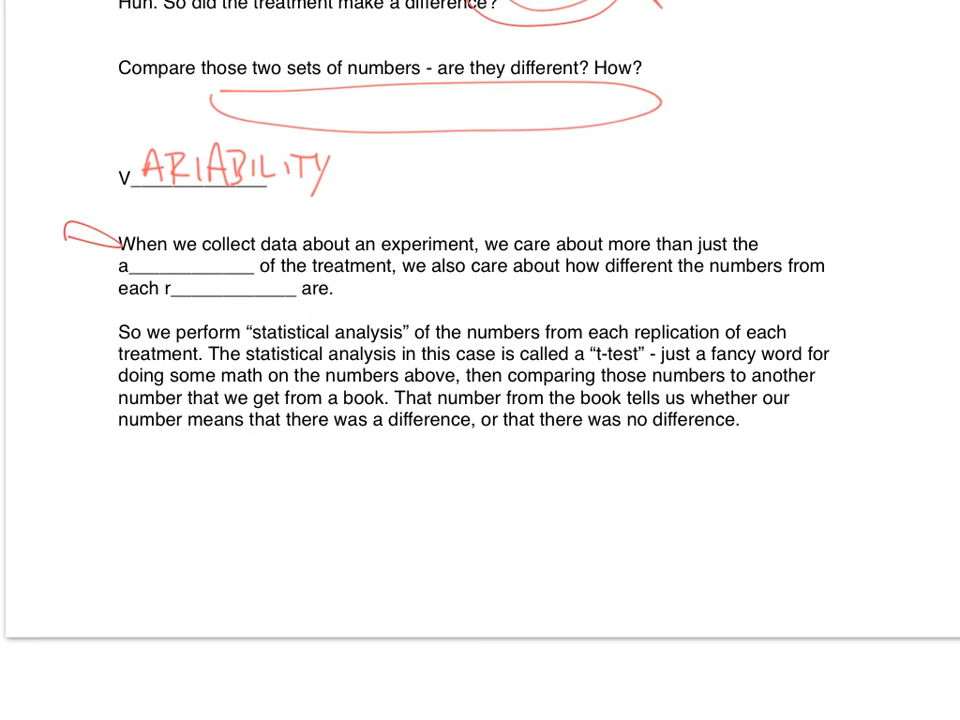 Huh. So did the treatment make a difference?
Compare those two sets of numbers - are they different? How?
V_____________ ARIABILITY
When we collect data about an experiment, we care about more than just the
a____________ of the treatment, we also care about how different the numbers from
each r____________ are.
So we perform “statistical analysis” of the numbers from each replication of each
treatment. The statistical analysis in this case is called a “t-test” - just a fancy word for
doing some math on the numbers above, then comparing those numbers to another
number that we get from a book. That number from the book tells us whether our
number means that there was a difference, or that there was no difference.